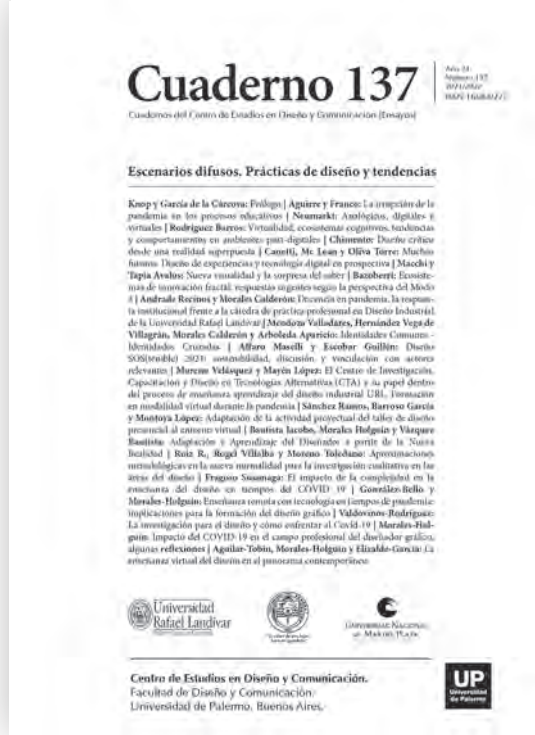 Cuaderno 137
Año 24
Número 137
2021/2022
Cuadernos del Centro de Estudios en Diseño y Comunicación [Ensayos]
Escenarios difusos. Prácticas de diseño y tendencias
Knop y García de la Cárcova: Prólogo | Aguirre y Franco: La irrupción de la
pandemia en los procesos educativos | Neumarkt: Analógicos, digitales y
virtuales | Rodríguez Barros: Virtualidad, ecosistemas cognitivos, tendencias
y comportamientos en ambientes post-digitales | Chimento: Diseño crítico
desde una realidad superpuesta | Canetti, Mc Lean y Oliva Torre: Muchos
futuros. Diseño de experiencias y tecnología digital en prospectiva | Macchi y
Tapia Avalos: Nueva visualidad y la sorpresa del saber | Bazoberri: Ecosiste-
mas de innovación fractal, respuestas urgentes según la perspectiva del Modo
3 | Andrade Recinos y Morales Calderón: Docencia en pandemia, la respues-
ta institucional frente a la cátedra de práctica profesional en Diseño Industrial
de la Universidad Rafael Landívar | Mendoza Valladares, Hernández Vega de
Villagrán, Morales Calderón y Arboleda Aparicio: Identidades Comunes -
Identidades Cruzadas | Alfaro Maselli y Escobar Guillén: Diseño
SOS(tenible) 2021: sostenibilidad, discusión y vinculación con actores
relevantes | Moreno Velásquez y Mayén López: El Centro de Investigación,
Capacitación y Diseño en Tecnologías Alternativas (CTA) y su papel dentro
del proceso de enseñanza aprendizaje del diseño industrial URL. Formación
en modalidad virtual durante la pandemia | Sánchez Ramos, Barroso García
y Montoya López: Adaptación de la actividad proyectual del taller de diseño
presencial al entorno virtual | Bautista Jacobo, Morales Holguín y Vázquez
Bautista: Adaptación y Aprendizaje del Diseñador a partir de la Nueva
Realidad | Ruiz R., Rogel Villalba y Moreno Toledano: Aproximaciones
metodológicas en la nueva normalidad para la investigación cualitativa en las
áreas del diseño | Fragoso Susunaga: El impacto de la complejidad en la
enseñanza del diseño en tiempos del COVID 19 | González-Bello y
Morales-Holguín: Enseñanza remota con tecnología en tiempos de pandemia:
implicaciones para la formación del diseño gráfico | Valdovinos-Rodríguez:
La investigación para el diseño y cómo enfrentar al Covid-19 | Morales-Hol-
guín: Impacto del COVID-19 en el campo profesional del diseñador gráfico,
algunas reflexiones | Aguilar-Tobin, Morales-Holguín y Elizalde-García: La
enseñanza virtual del diseño en el panorama contemporáneo
Universidad
Rafael Landívar
Universidad Nacional
de Mar del Plata
Centro de Estudios en Diseño y Comunicación.
Facultad de Diseño y Comunicación.
Universidad de Palermo. Buenos Aires.
UP
Universidad
de Palermo